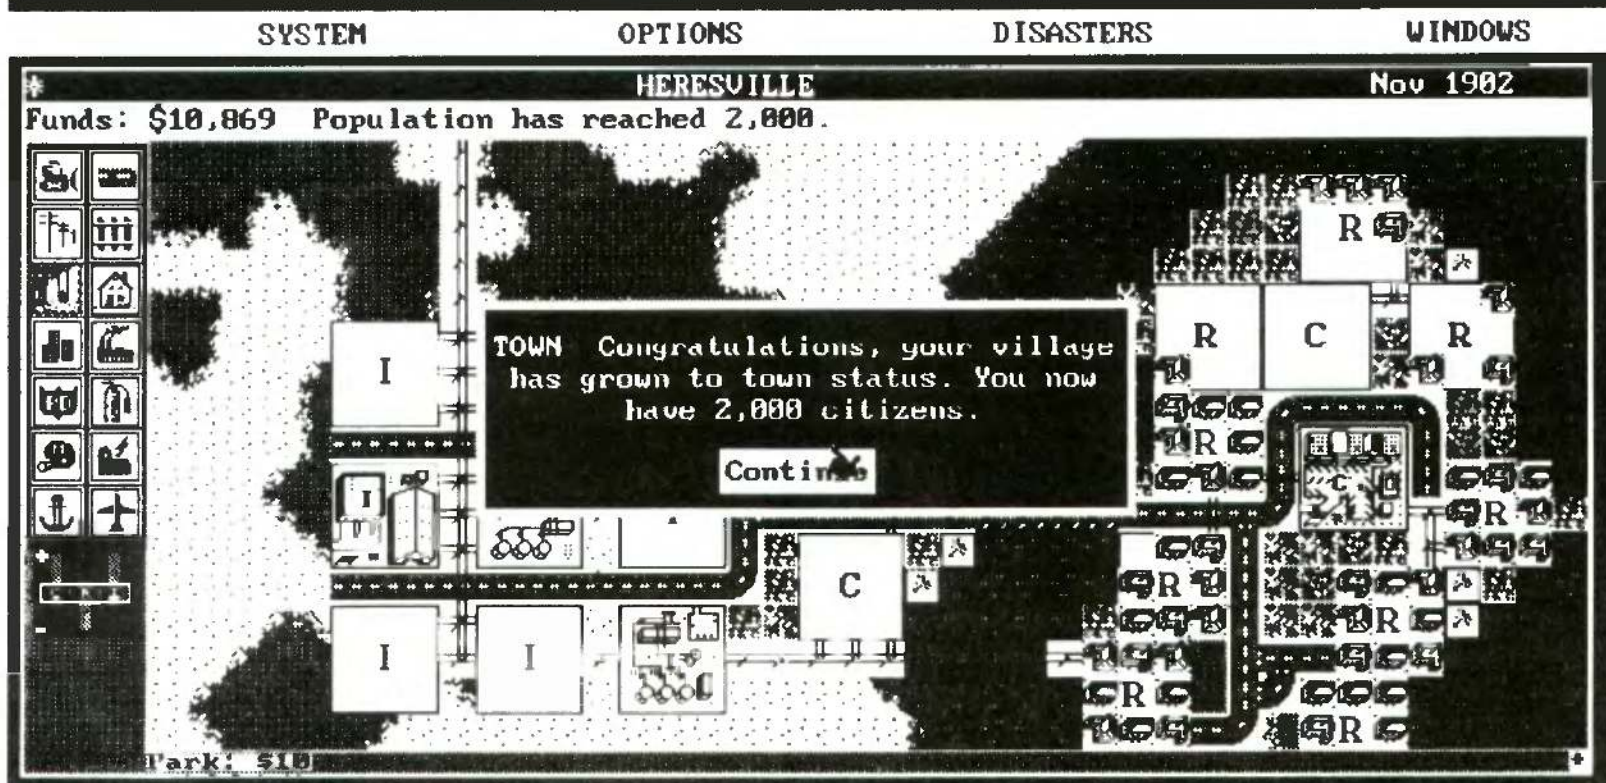 SYSTEM OPTIONS DISASTERS WINDOWS
HERESVILLE Nov 1902
Funds: $10,869 Population has reached 2,000.
R
R C R
I
TOWN Congratulations, your village
has grown to town status. You now
have 2,000 citizens.
R
Continue
I
C
R
C R
R
I I
R
R
Park: $10